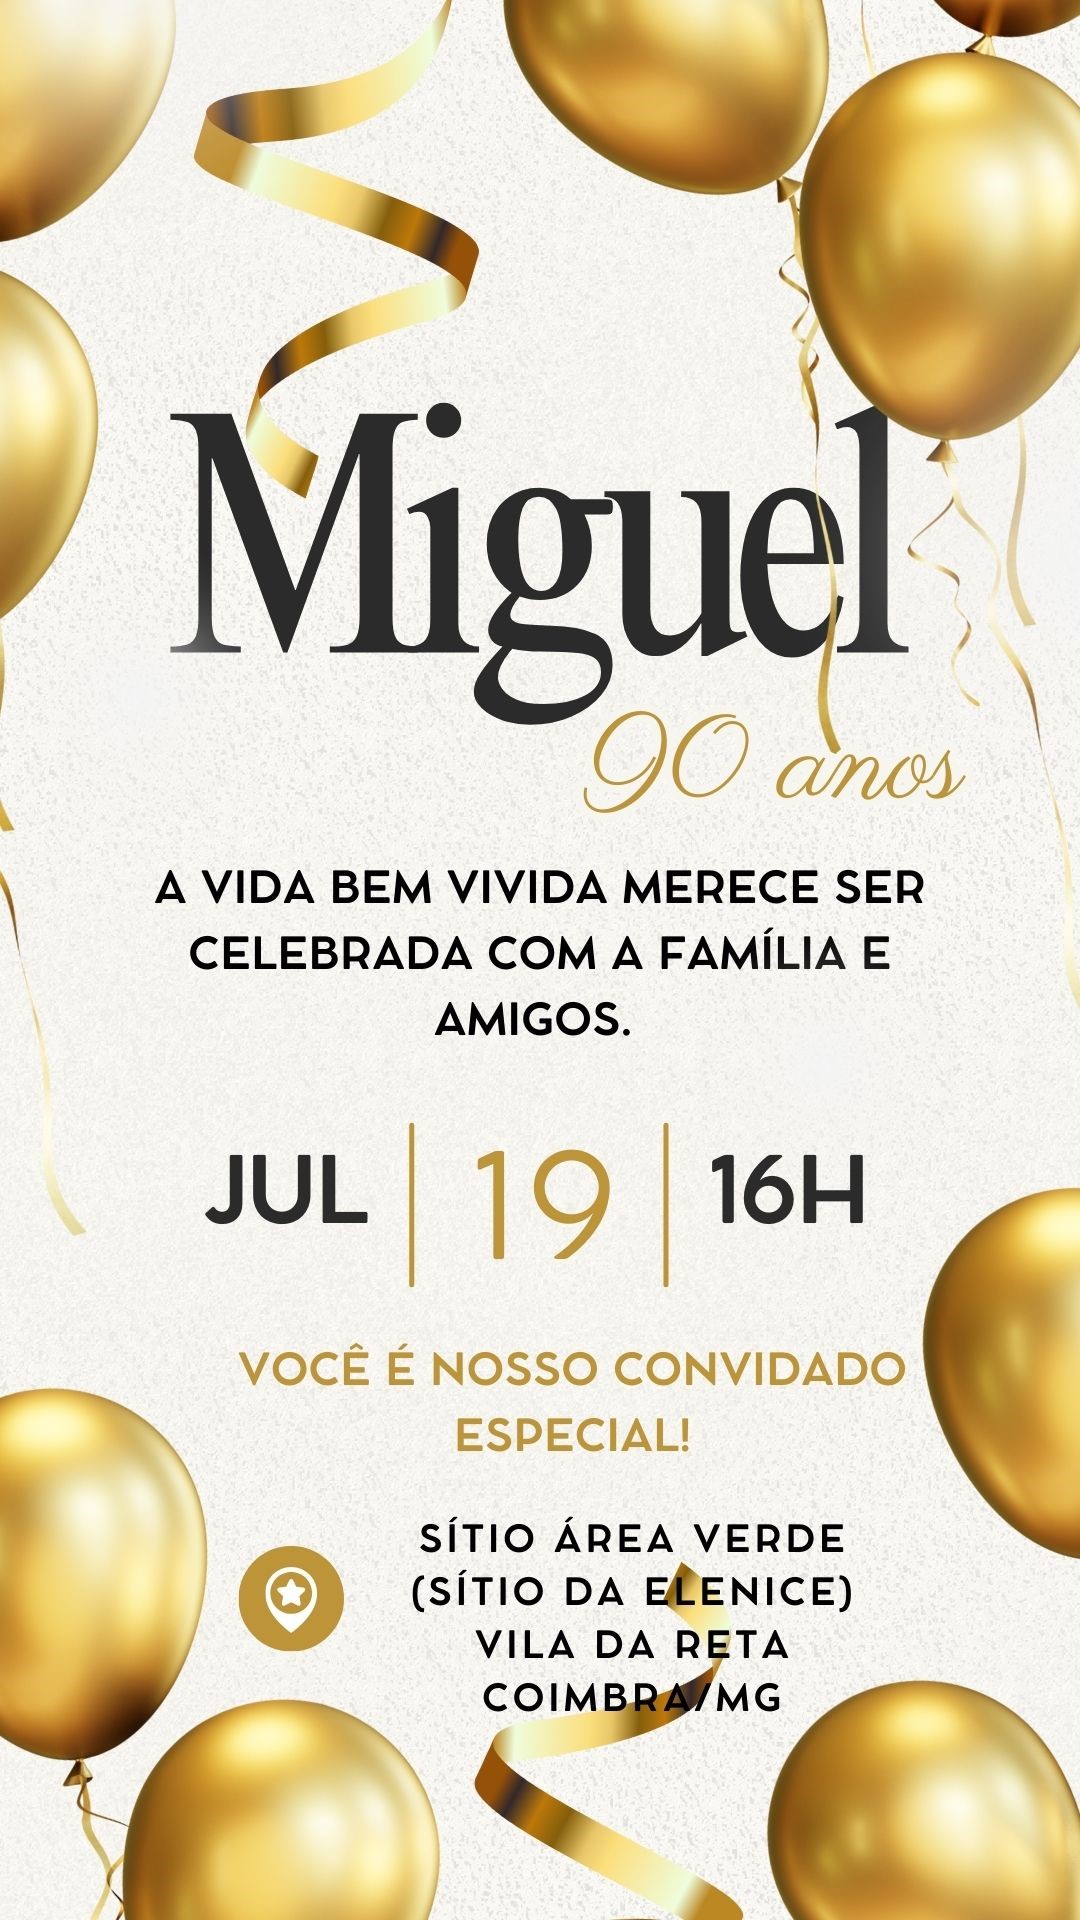 Miguel
90 anos
A VIDA BEM VIVIDA MERECE SER
CELEBRADA COM A FAMÍLIA E
AMIGOS.
JUL 19 16H
VOCÊ É NOSSO CONVIDADO
ESPECIAL!
SÍTIO ÁREA VERDE
(SÍTIO DA ELENICE)
VILA DA RETA
COIMBRA/MG